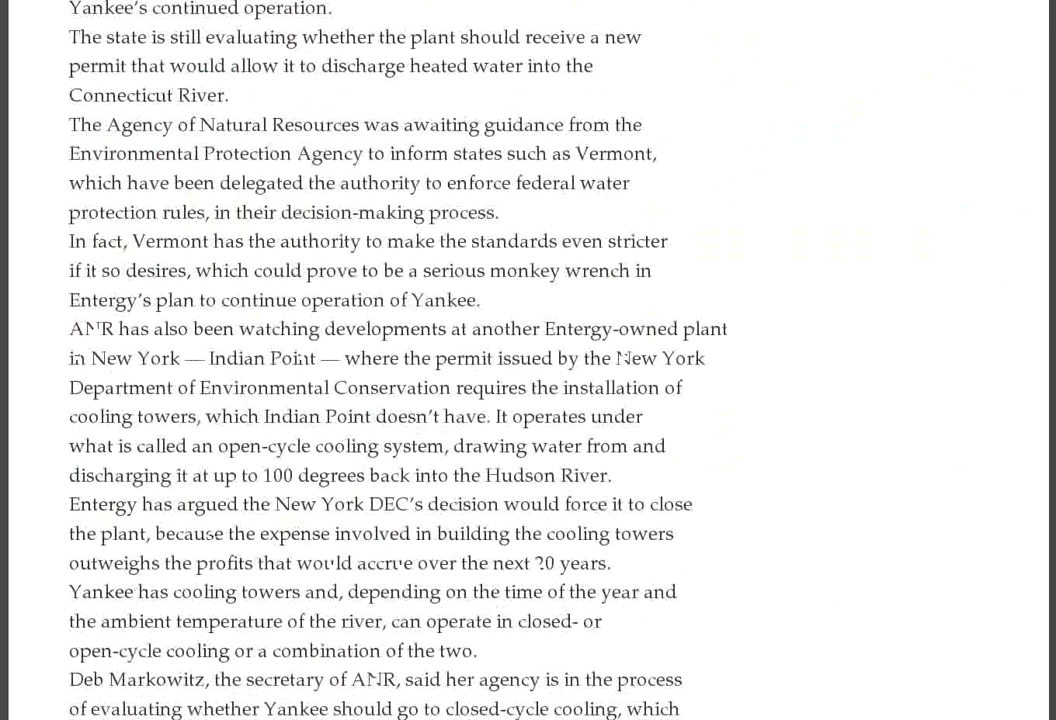 Yankee's continued operation.
The state is still evaluating whether the plant should receive a new
permit that would allow it to discharge heated water into the
Connecticut River.
The Agency of Natural Resources was awaiting guidance from the
Environmental Protection Agency to inform states such as Vermont,
which have been delegated the authority to enforce federal water
protection rules, in their decision-making process.
In fact, Vermont has the authority to make the standards even stricter
if it so desires, which could prove to be a serious monkey wrench in
Entergy's plan to continue operation of Yankee.
ANR has also been watching developments at another Entergy-owned plant
in New York — Indian Point — where the permit issued by the New York
Department of Environmental Conservation requires the installation of
cooling towers, which Indian Point doesn't have. It operates under
what is called an open-cycle cooling system, drawing water from and
discharging it at up to 100 degrees back into the Hudson River.
Entergy has argued the New York DEC's decision would force it to close
the plant, because the expense involved in building the cooling towers
outweighs the profits that would accrue over the next 20 years.
Yankee has cooling towers and, depending on the time of the year and
the ambient temperature of the river, can operate in closed- or
open-cycle cooling or a combination of the two.
Deb Markowitz, the secretary of ANR, said her agency is in the process
of evaluating whether Yankee should go to closed-cycle cooling, which